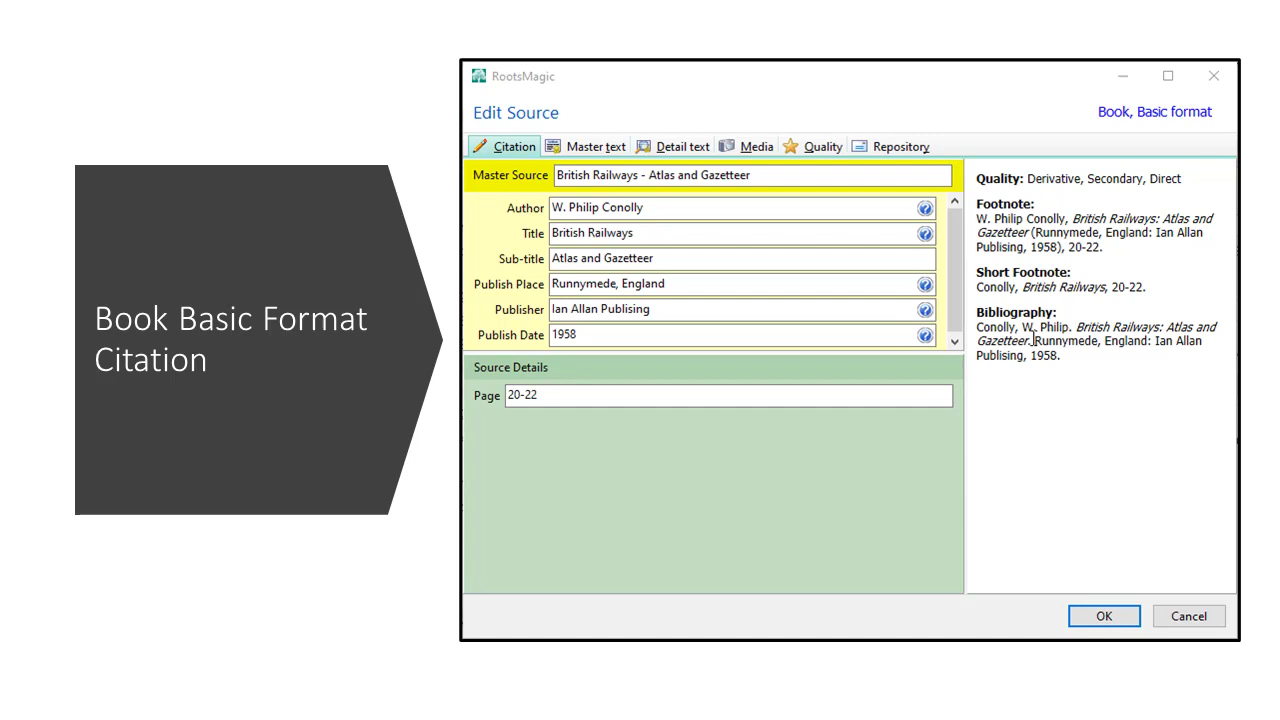 Book Basic Format
Citation
RootsMagic
Edit Source
Book, Basic format
Citation
Master text
Detail text
Media
Quality
Repository
Master Source
British Railways - Atlas and Gazetteer
Author
W. Philip Conolly
Title
British Railways
Sub-title
Atlas and Gazetteer
Publish Place
Runnymede, England
Publisher
Ian Allan Publising
Publish Date
1958
Source Details
Page
20-22
Quality: Derivative, Secondary, Direct
Footnote:
W. Philip Conolly, British Railways: Atlas and
Gazetteer (Runnymede, England: Ian Allan
Publising, 1958), 20-22.
Short Footnote:
Conolly, British Railways, 20-22.
Bibliography:
Conolly, W. Philip. British Railways: Atlas and
Gazetteer. Runnymede, England: Ian Allan
Publising, 1958.
OK
Cancel